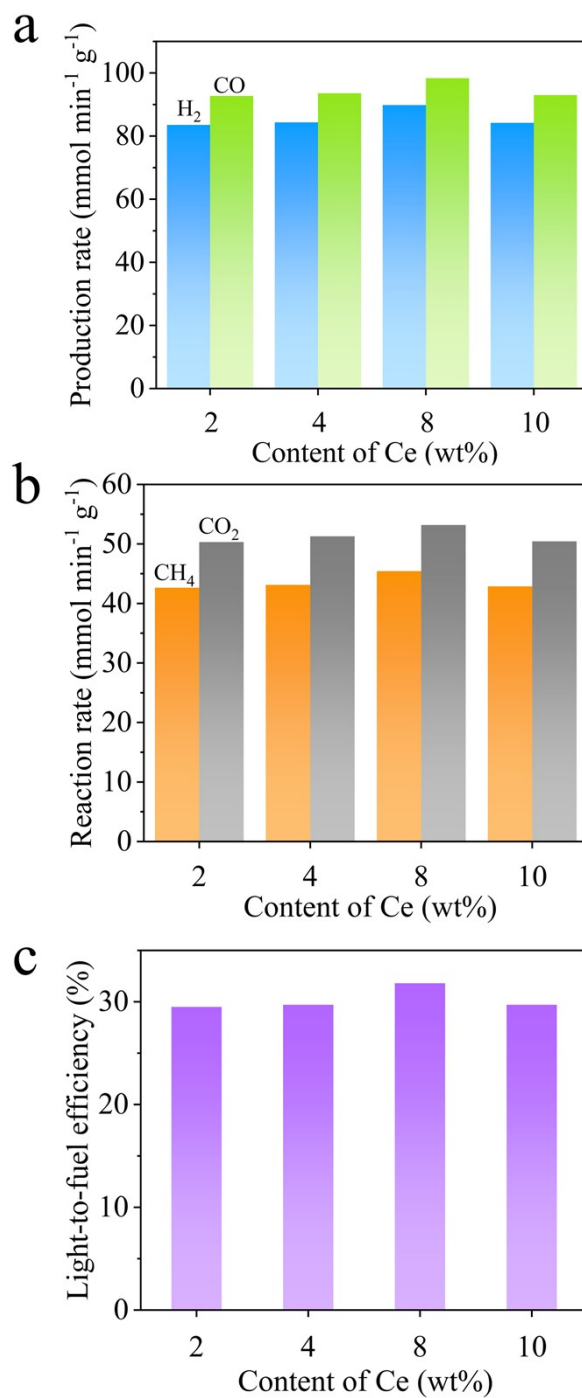 a
Production rate (mmol min⁻¹ g⁻¹)
100
80
60
40
20
0
H₂
CO
2 4 8 10
Content of Ce (wt%)
b
Reaction rate (mmol min⁻¹ g⁻¹)
60
50
40
30
20
10
0
CH₄
CO₂
2 4 8 10
Content of Ce (wt%)
c
Light-to-fuel efficiency (%)
30
20
10
0
2 4 8 10
Content of Ce (wt%)